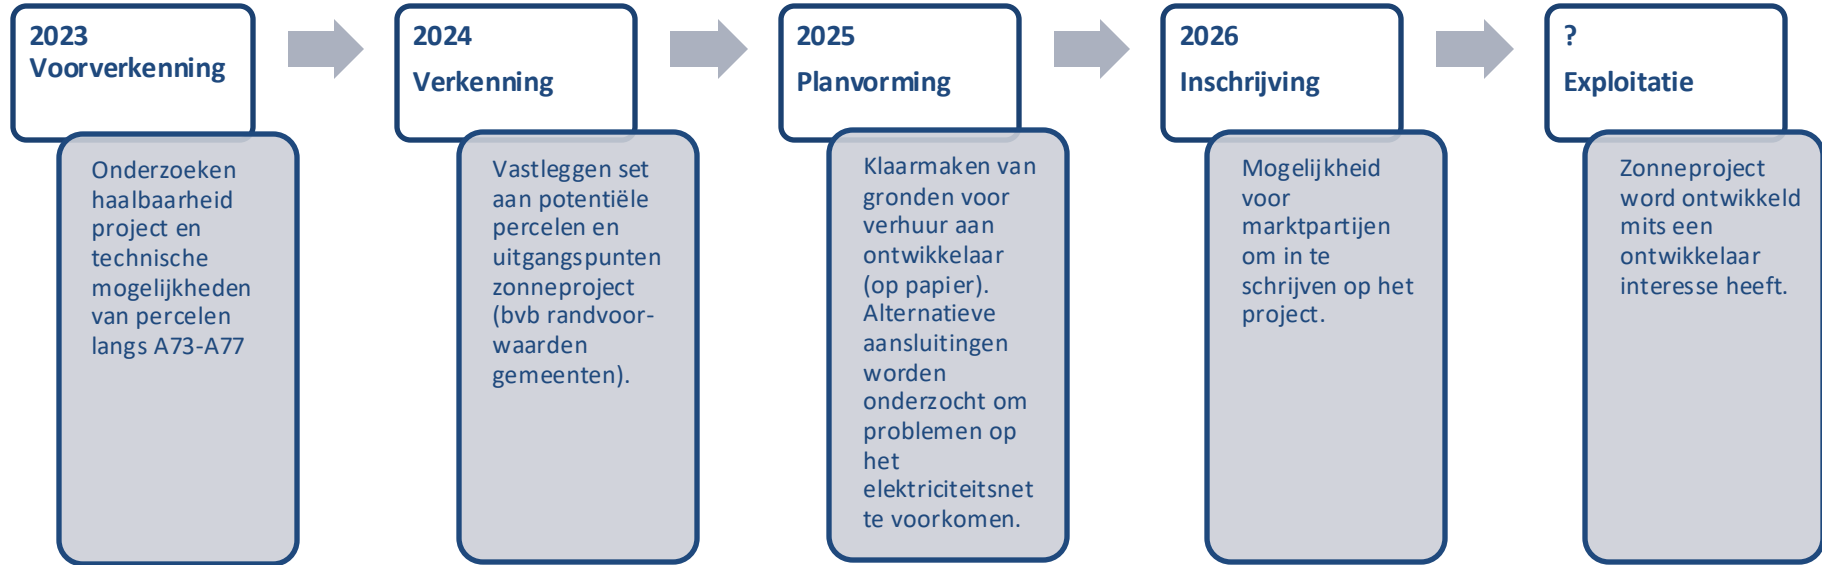 2023
Voorverkenning
Onderzoeken
haalbaarheid
project en
technische
mogelijkheden
van percelen
langs A73-A77
2024
Verkenning
Vastleggen set
aan potentiële
percelen en
uitgangspunten
zonneproject
(bvb randvoor-
waarden
gemeenten).
2025
Planvorming
Klaarmaken van
gronden voor
verhuur aan
ontwikkelaar
(op papier).
Alternatieve
aansluitingen
worden
onderzocht om
problemen op
het
elektriciteitsnet
te voorkomen.
2026
Inschrijving
Mogelijkheid
voor
marktpartijen
om in te
schrijven op het
project.
?
Exploitatie
Zonneproject
word ontwikkeld
mits een
ontwikkelaar
interesse heeft.